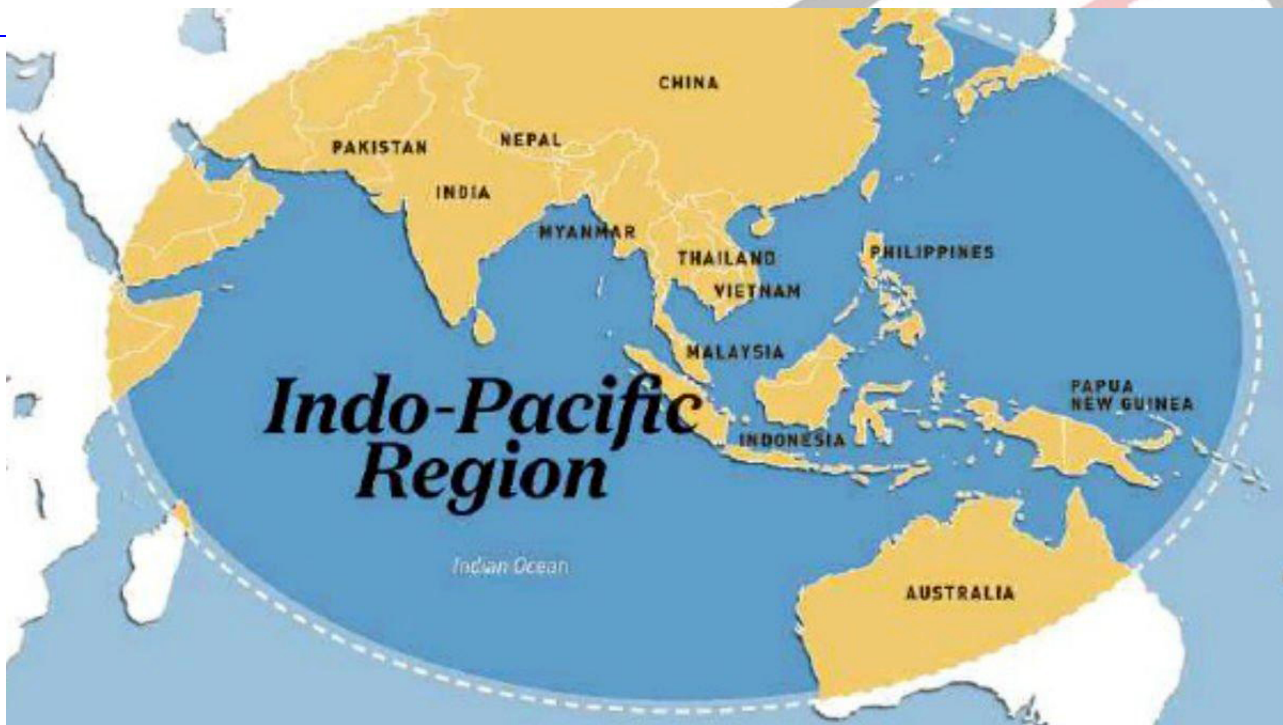 CHINA
PAKISTAN
NEPAL
INDIA
MYANMAR
THAILAND
PHILIPPINES
VIETNAM
MALAYSIA
Indo-Pacific
Region
PAPUA
NEW GUINEA
INDONESIA
Indian Ocean
AUSTRALIA